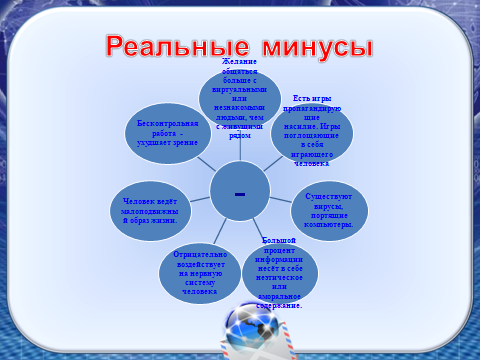 Реальные минусы
Желание
общаться
больше с
виртуальными
или
незнакомыми
людьми, чем
с живущими
рядом
Есть игры
пропагандирую
щие
насилие. Игры
поглощающие
в себя
играющего
человека
Существуют
вирусы,
портящие
компьютеры.
Большой
процент
информации
несёт в себе
неэтическое
или
аморальное
содержание.
Отрицательно
воздействует
на нервную
систему
человека
Человек ведёт
малоподвижны
й образ жизни.
Бесконтрольная
работа -
ухудшает зрение
-